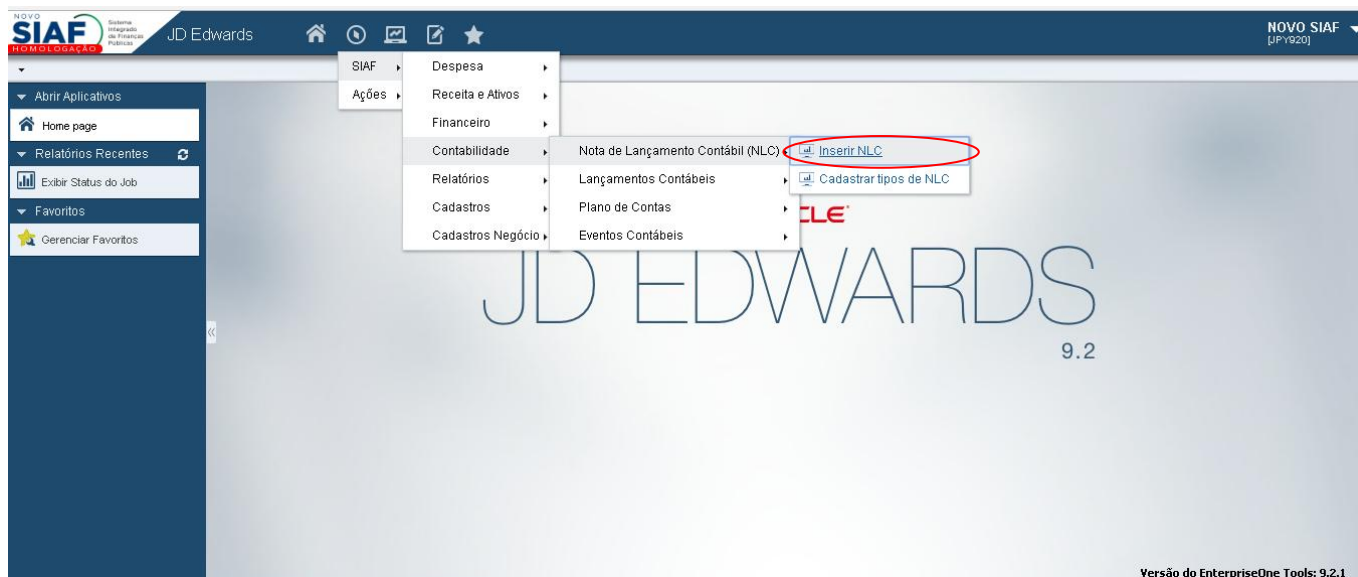 NOVO
SIAF
HOMOLOGAÇÃO
Sistema
Integrado
de Finanças
Públicas
JD Edwards
NOVO SIAF
[JPY920]
SIAF
Ações
Despesa
Receita e Ativos
Financeiro
Contabilidade
Relatórios
Cadastros
Cadastros Negócio
Nota de Lançamento Contábil (NLC)
Lançamentos Contábeis
Plano de Contas
Eventos Contábeis
Inserir NLC
Cadastrar tipos de NLC
Abrir Aplicativos
Home page
Relatórios Recentes
Exibir Status do Job
Favoritos
Gerenciar Favoritos
CLE
JD EDWARDS
9.2
Versão do EnterpriseOne Tools: 9.2.1